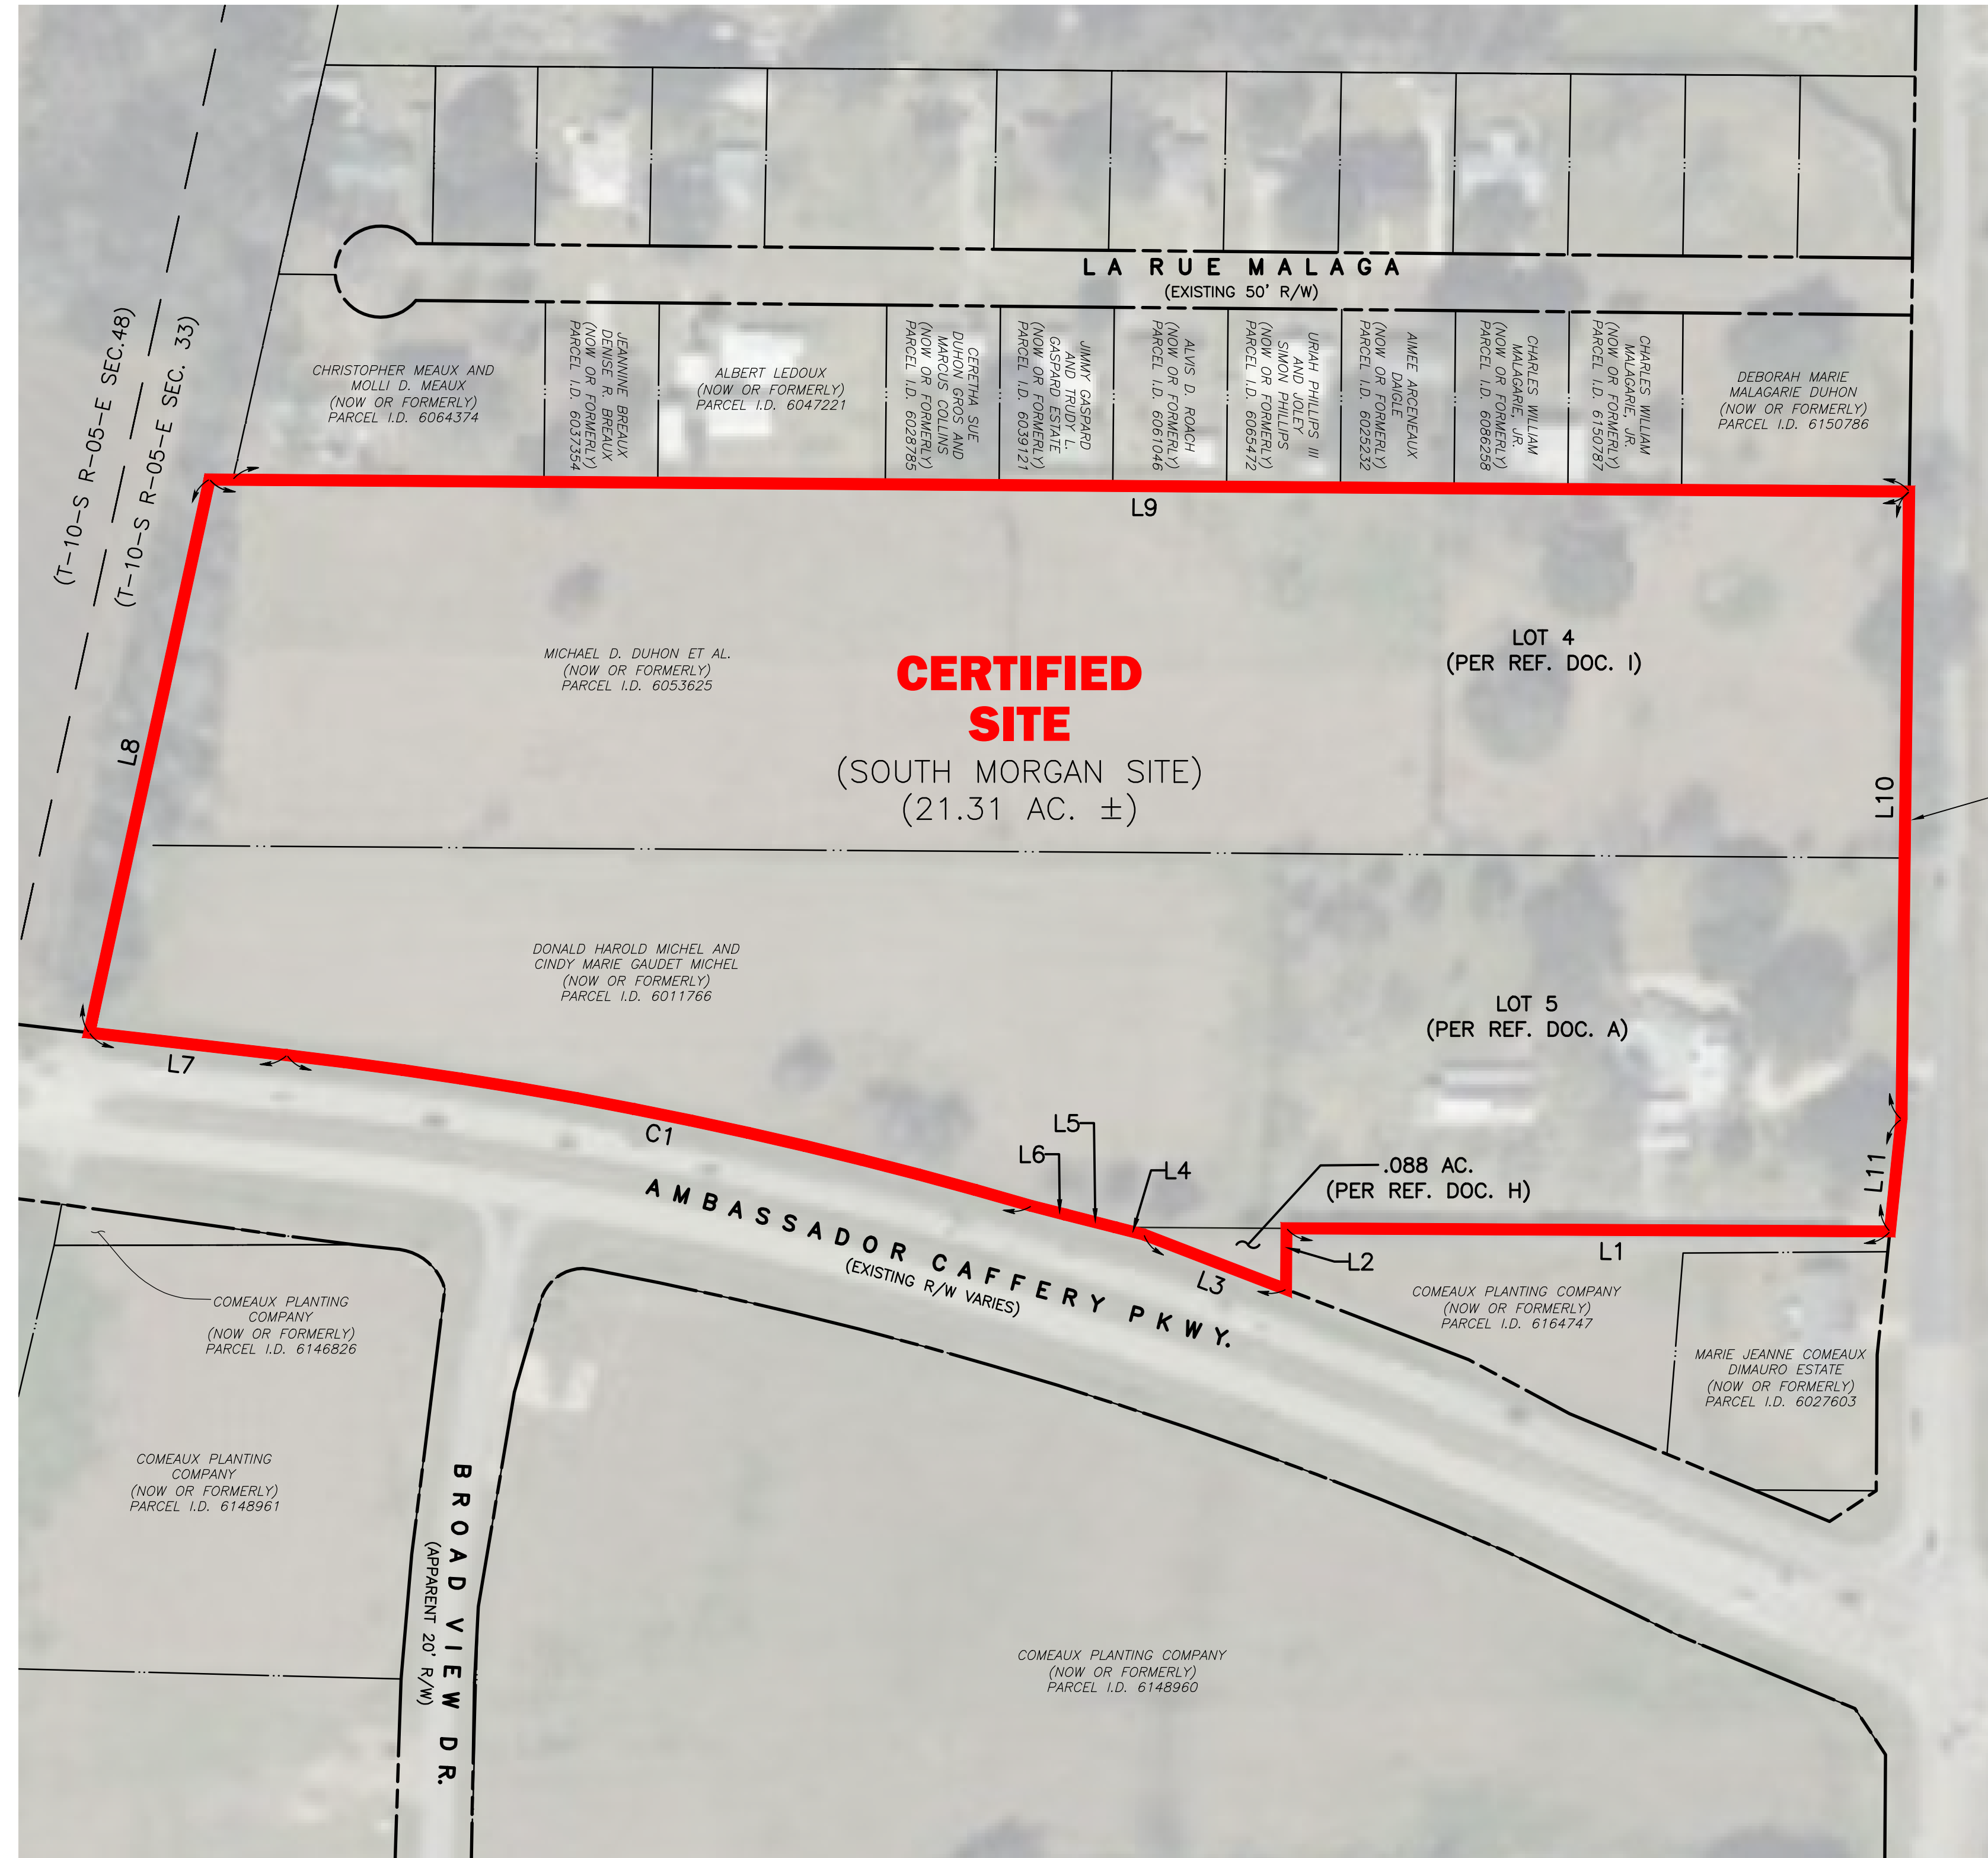 LA RUE MALAGA
(EXISTING 50' R/W)
(T-10-S R-05-E SEC.48)
(T-10-S R-05-E SEC. 33)
CHRISTOPHER MEAUX AND
MOLLI D. MEAUX
(NOW OR FORMERLY)
PARCEL I.D. 6064374
JEANNINE BREAUX
DENISE R. BREAUX
(NOW OR FORMERLY)
PARCEL I.D. 6037354
ALBERT LEDOUX
(NOW OR FORMERLY)
PARCEL I.D. 6047221
CERETHA SUE
DUHON GROS AND
MARCUS COLLINS
(NOW OR FORMERLY)
PARCEL I.D. 6028785
JIMMY GASPARD
AND TRUDY L.
GASPARD ESTATE
(NOW OR FORMERLY)
PARCEL I.D. 6039121
ALVIS D. ROACH
(NOW OR FORMERLY)
PARCEL I.D. 6061046
URIAH PHILLIPS III
AND JOLEY
SIMON PHILLIPS
(NOW OR FORMERLY)
PARCEL I.D. 6065472
AIMEE ARCENEAUX
DAIGLE
(NOW OR FORMERLY)
PARCEL I.D. 6025232
CHARLES WILLIAM
MALAGARIE, JR.
(NOW OR FORMERLY)
PARCEL I.D. 6086258
CHARLES WILLIAM
MALAGARIE, JR.
(NOW OR FORMERLY)
PARCEL I.D. 6150787
DEBORAH MARIE
MALAGARIE DUHON
(NOW OR FORMERLY)
PARCEL I.D. 6150786
L9
MICHAEL D. DUHON ET AL.
(NOW OR FORMERLY)
PARCEL I.D. 6053625
CERTIFIED
SITE
(SOUTH MORGAN SITE)
(21.31 AC. ±)
LOT 4
(PER REF. DOC. I)
L8
L10
DONALD HAROLD MICHEL AND
CINDY MARIE GAUDET MICHEL
(NOW OR FORMERLY)
PARCEL I.D. 6011766
LOT 5
(PER REF. DOC. A)
L7
C1
L6
L5
L4
.088 AC.
(PER REF. DOC. H)
L11
L3
L2
L1
AMBASSADOR CAFFERY PKWY.
(EXISTING R/W VARIES)
COMEAUX PLANTING COMPANY
(NOW OR FORMERLY)
PARCEL I.D. 6164747
MARIE JEANNE COMEAUX
DIMAURO ESTATE
(NOW OR FORMERLY)
PARCEL I.D. 6027603
COMEAUX PLANTING
COMPANY
(NOW OR FORMERLY)
PARCEL I.D. 6146826
COMEAUX PLANTING
COMPANY
(NOW OR FORMERLY)
PARCEL I.D. 6148961
BROAD VIEW DR.
(APPARENT 20' R/W)
COMEAUX PLANTING COMPANY
(NOW OR FORMERLY)
PARCEL I.D. 6148960